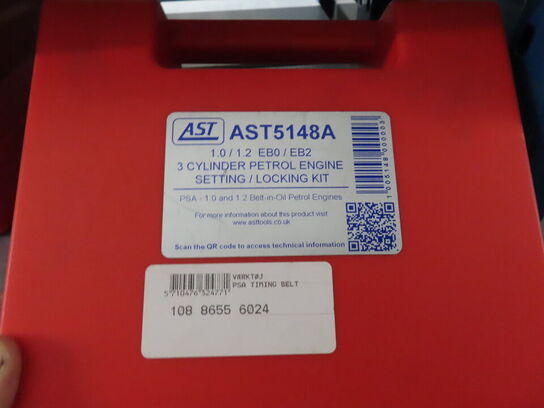 AST AST5148A
1.0 / 1.2 EB0 / EB2
3 CYLINDER PETROL ENGINE
SETTING / LOCKING KIT
PSA - 1.0 and 1.2 Belt-in-Oil Petrol Engines
For more information about this product visit
www.asttools.co.uk
Scan the QR code to access technical information
1005148000003
VÆRKTØJ
PSA TIMING BELT
5710476524771
108 8655 6024